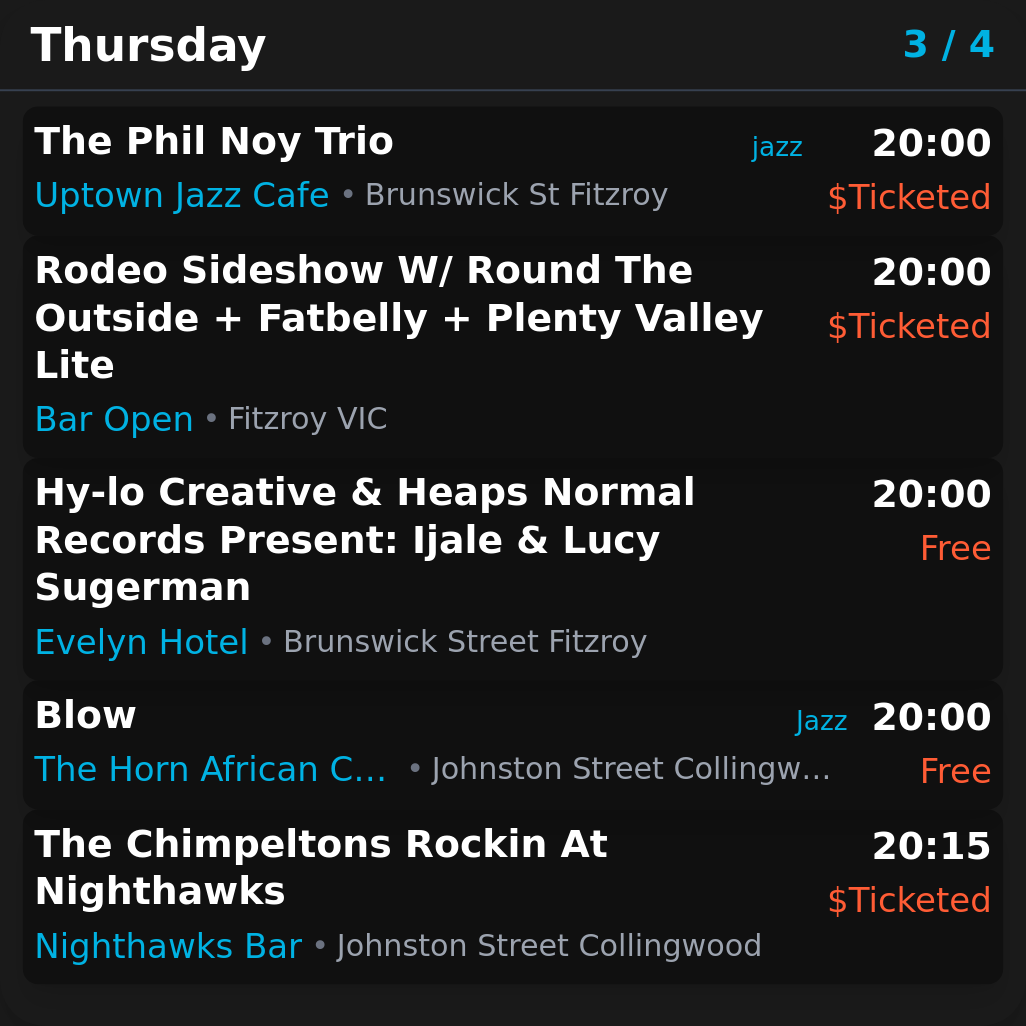 Thursday 3 / 4
The Phil Noy Trio jazz 20:00
Uptown Jazz Cafe • Brunswick St Fitzroy $Ticketed
Rodeo Sideshow W/ Round The 20:00
Outside + Fatbelly + Plenty Valley $Ticketed
Lite
Bar Open • Fitzroy VIC
Hy-lo Creative & Heaps Normal 20:00
Records Present: Ijale & Lucy Free
Sugerman
Evelyn Hotel • Brunswick Street Fitzroy
Blow Jazz 20:00
The Horn African C… • Johnston Street Collingw… Free
The Chimpeltons Rockin At 20:15
Nighthawks $Ticketed
Nighthawks Bar • Johnston Street Collingwood